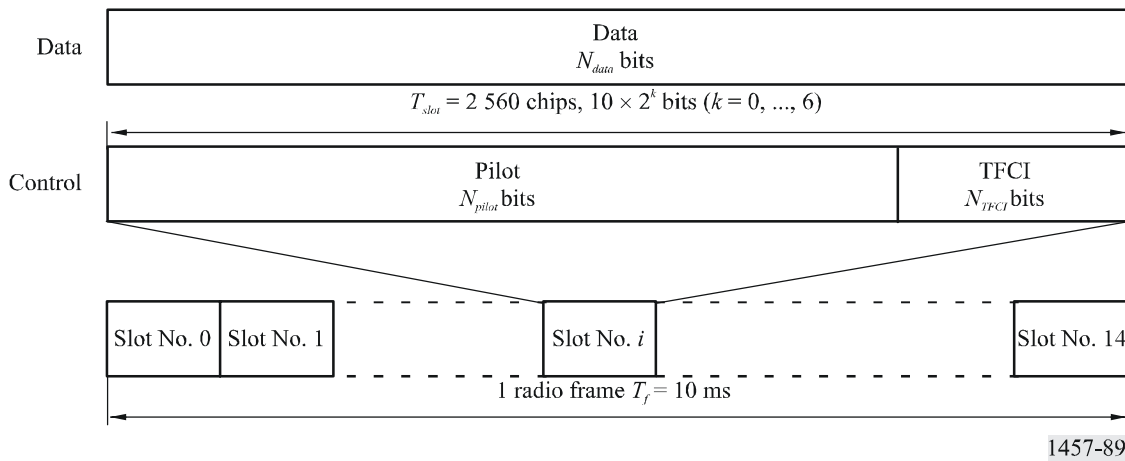 Data
Data
N_data bits
T_slot = 2 560 chips, 10 × 2^k bits (k = 0, ..., 6)
Control
Pilot
N_pilot bits
TFCI
N_TFCI bits
Slot No. 0
Slot No. 1
Slot No. i
Slot No. 14
1 radio frame T_f = 10 ms
1457-89